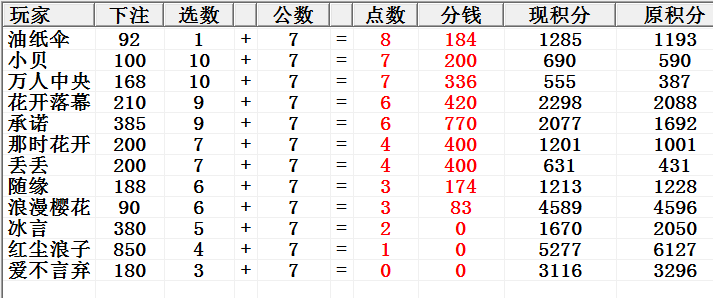 玩家 下注 选数 + 公数 = 点数 分钱 现积分 原积分
油纸伞 92 1 + 7 = 8 184 1285 1193
小贝 100 10 + 7 = 7 200 690 590
万人中央 168 10 + 7 = 7 336 555 387
花开落幕 210 9 + 7 = 6 420 2298 2088
承诺 385 9 + 7 = 6 770 2077 1692
那时花开 200 7 + 7 = 4 400 1201 1001
丢丢 200 7 + 7 = 4 400 631 431
随缘 188 6 + 7 = 3 174 1213 1228
浪漫樱花 90 6 + 7 = 3 83 4589 4596
冰言 380 5 + 7 = 2 0 1670 2050
红尘浪子 850 4 + 7 = 1 0 5277 6127
爱不言弃 180 3 + 7 = 0 0 3116 3296